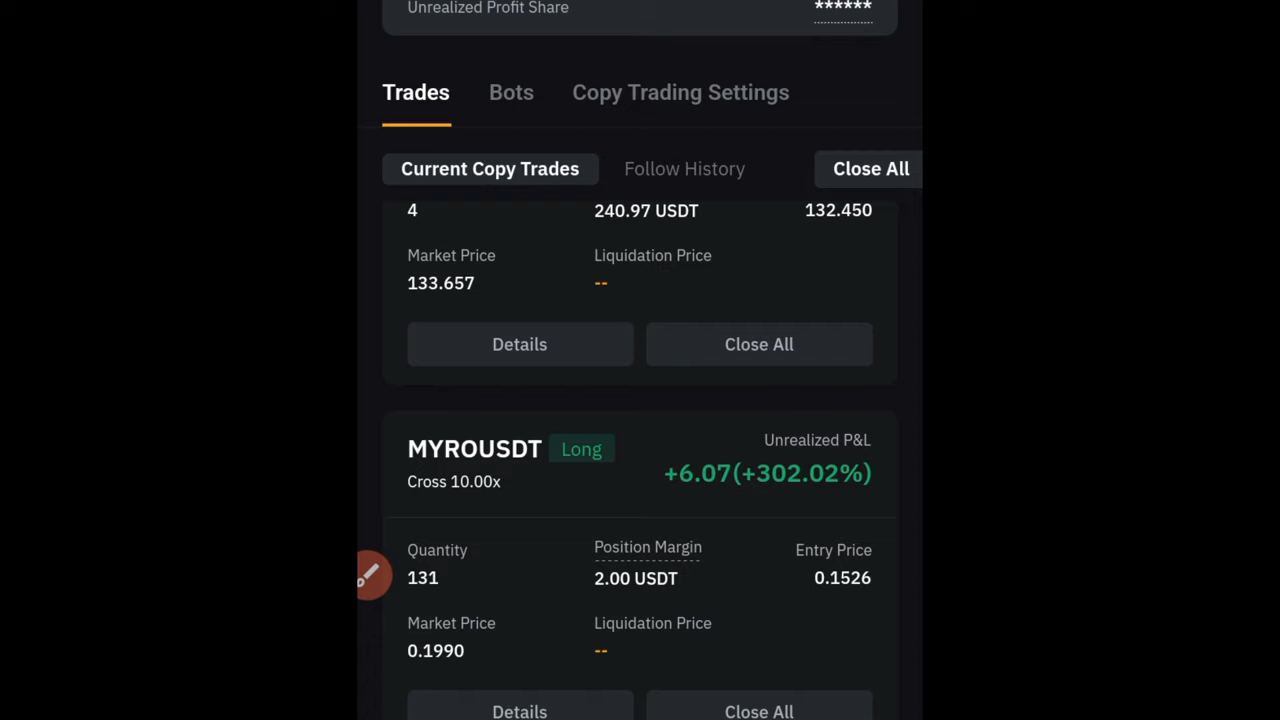 Unrealized Profit Share ******
Trades Bots Copy Trading Settings
Current Copy Trades Follow History Close All
4 240.97 USDT 132.450
Market Price Liquidation Price
133.657 --
Details Close All
MYROUSDT Long Unrealized P&L
Cross 10.00x +6.07(+302.02%)
Quantity Position Margin Entry Price
131 2.00 USDT 0.1526
Market Price Liquidation Price
0.1990 --
Details Close All